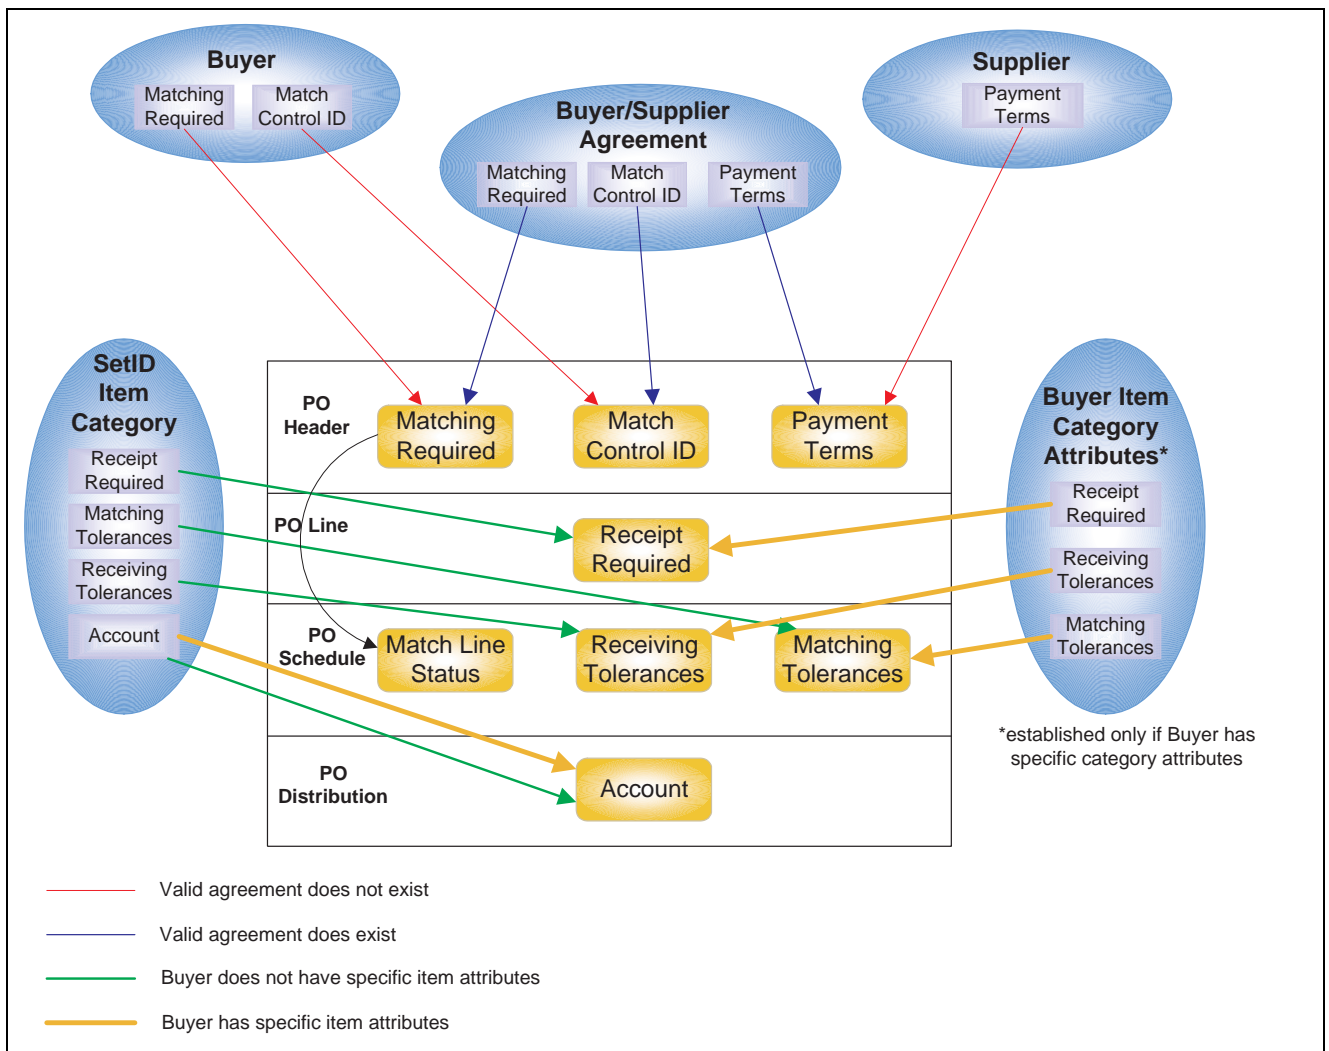 Buyer
Matching
Required
Match
Control ID
Buyer/Supplier
Agreement
Matching
Required
Match
Control ID
Payment
Terms
Supplier
Payment
Terms
SetID
Item
Category
Receipt
Required
Matching
Tolerances
Receiving
Tolerances
Account
PO
Header
Matching
Required
Match
Control ID
Payment
Terms
PO Line
Receipt
Required
PO
Schedule
Match Line
Status
Receiving
Tolerances
Matching
Tolerances
PO
Distribution
Account
Buyer Item
Category
Attributes*
Receipt
Required
Receiving
Tolerances
Matching
Tolerances
*established only if Buyer has
specific category attributes
Valid agreement does not exist
Valid agreement does exist
Buyer does not have specific item attributes
Buyer has specific item attributes